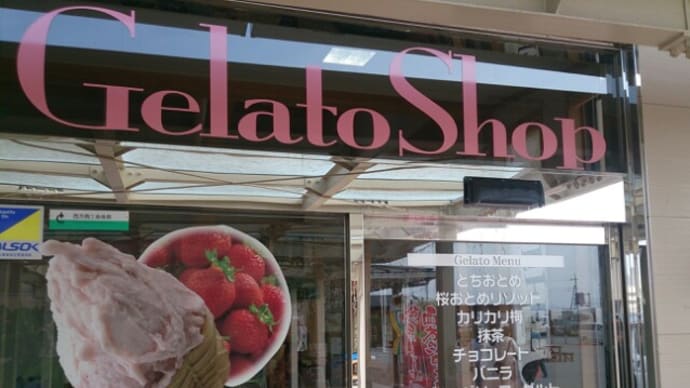 Gelato Shop
ALSOK
Gelato Menu
とちおとめ
桜おとめリゾット
カリカリ梅
抹茶
チョコレート
バニラ